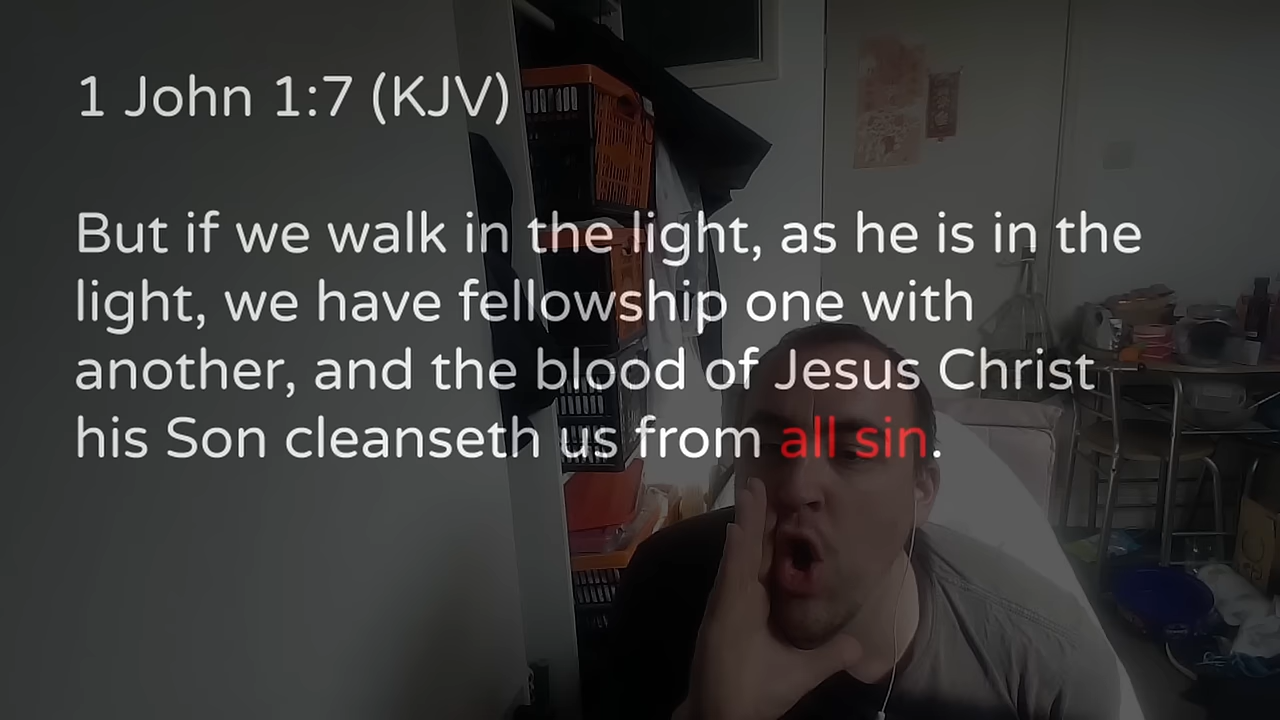 1 John 1:7 (KJV)
But if we walk in the light, as he is in the
light, we have fellowship one with
another, and the blood of Jesus Christ
his Son cleanseth us from all sin.